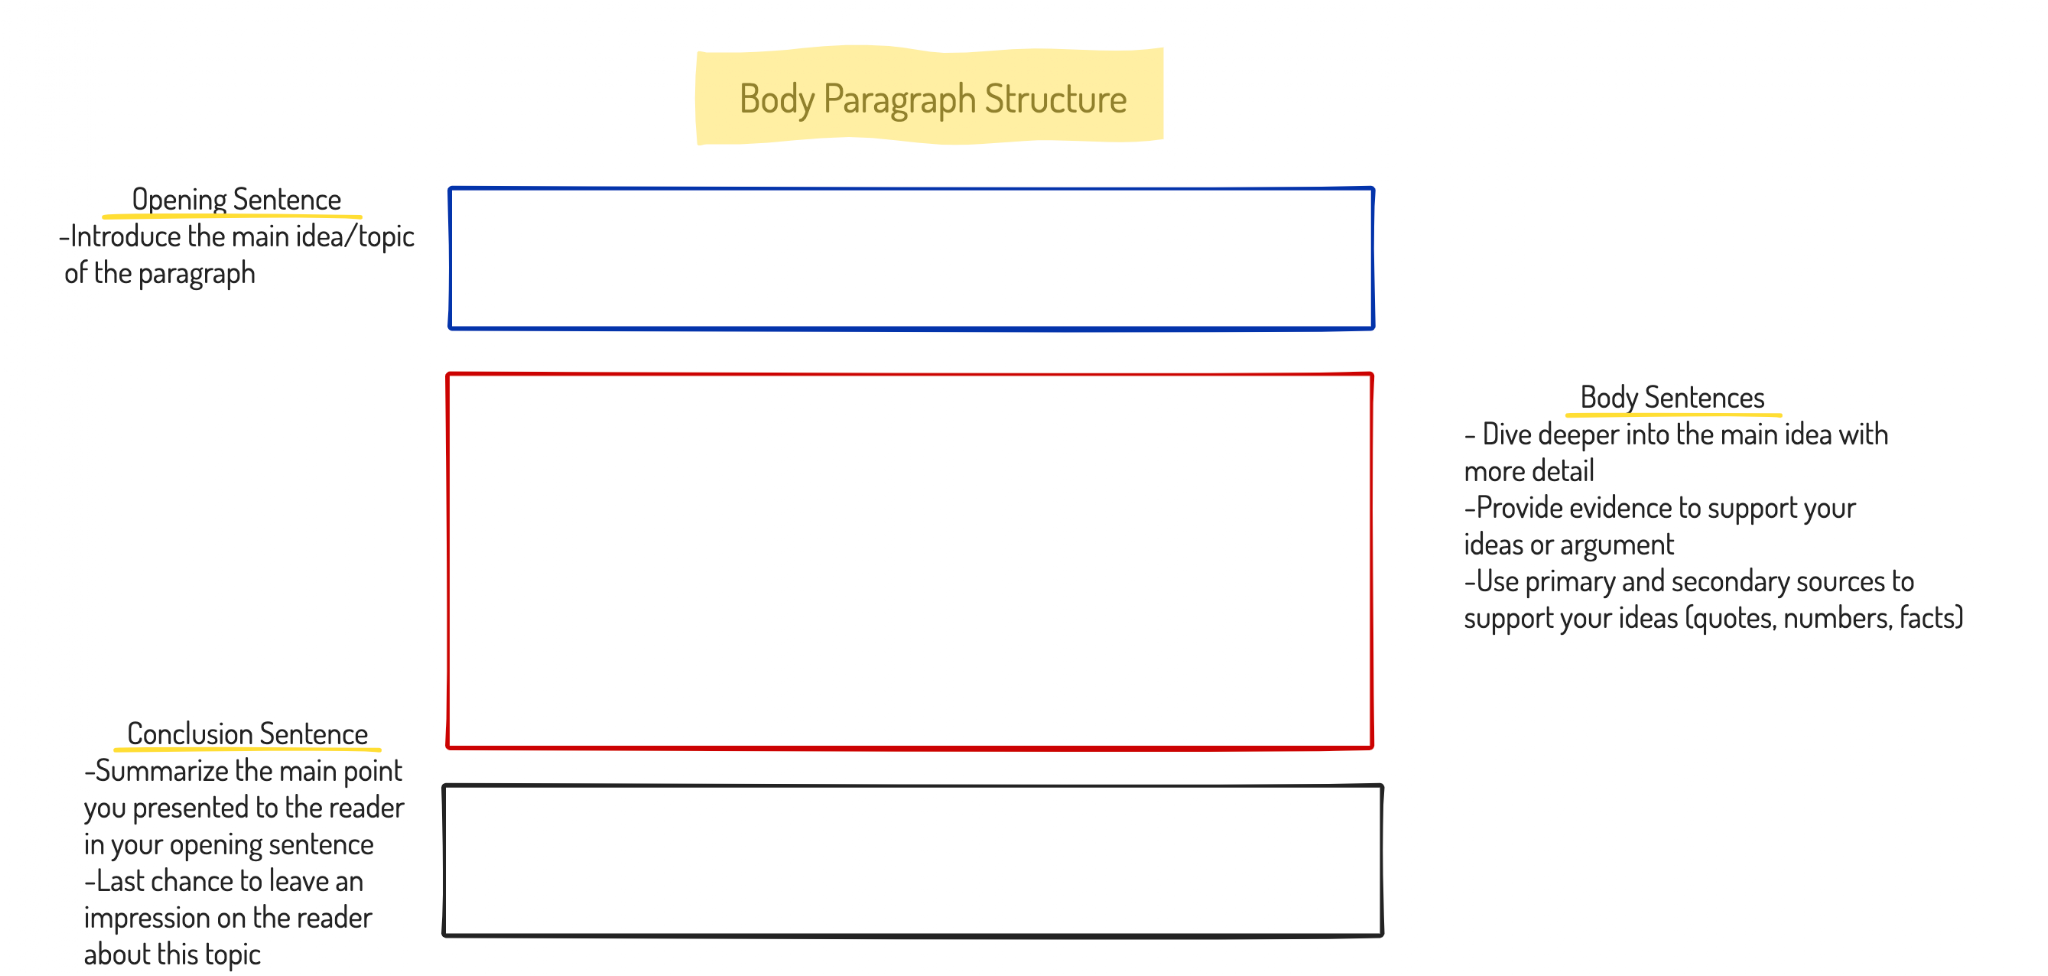 Body Paragraph Structure
Opening Sentence
-Introduce the main idea/topic
of the paragraph
Body Sentences
- Dive deeper into the main idea with
more detail
-Provide evidence to support your
ideas or argument
-Use primary and secondary sources to
support your ideas (quotes, numbers, facts)
Conclusion Sentence
-Summarize the main point
you presented to the reader
in your opening sentence
-Last chance to leave an
impression on the reader
about this topic